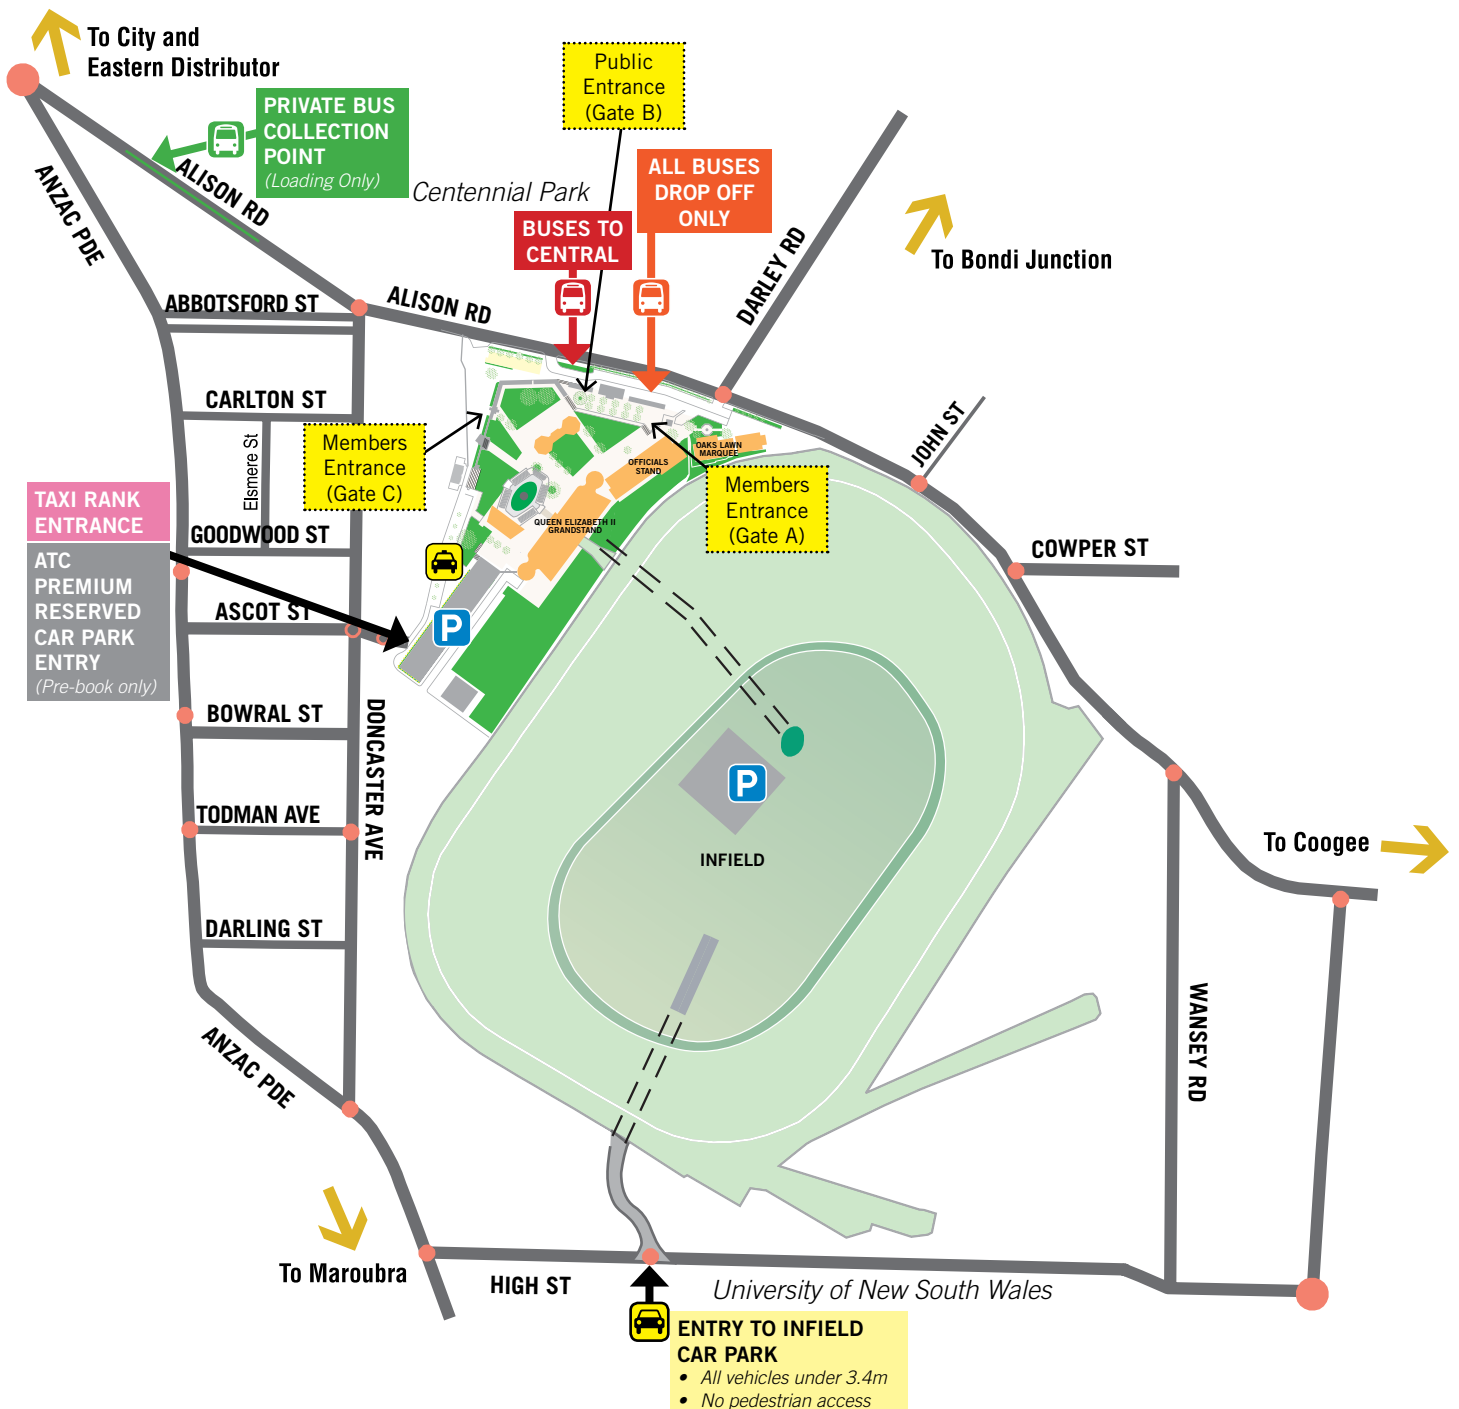 To City and
Eastern Distributor
PRIVATE BUS
COLLECTION
POINT
(Loading Only)
Public
Entrance
(Gate B)
ALL BUSES
DROP OFF
ONLY
Centennial Park
BUSES TO
CENTRAL
ANZAC PDE
ALISON RD
ALISON RD
DARLEY RD
To Bondi Junction
ABBOTSFORD ST
CARLTON ST
Elsmere St
JOHN ST
Members
Entrance
(Gate C)
OAKS LAWN
MARQUEE
OFFICIALS
STAND
Members
Entrance
(Gate A)
TAXI RANK
ENTRANCE
QUEEN ELIZABETH II
GRANDSTAND
GOODWOOD ST
COWPER ST
ATC
PREMIUM
RESERVED
CAR PARK
ENTRY
(Pre-book only)
ASCOT ST
P
BOWRAL ST
DONCASTER AVE
P
INFIELD
TODMAN AVE
To Coogee
DARLING ST
WANSEY RD
ANZAC PDE
To Maroubra
HIGH ST
University of New South Wales
ENTRY TO INFIELD
CAR PARK
• All vehicles under 3.4m
• No pedestrian access